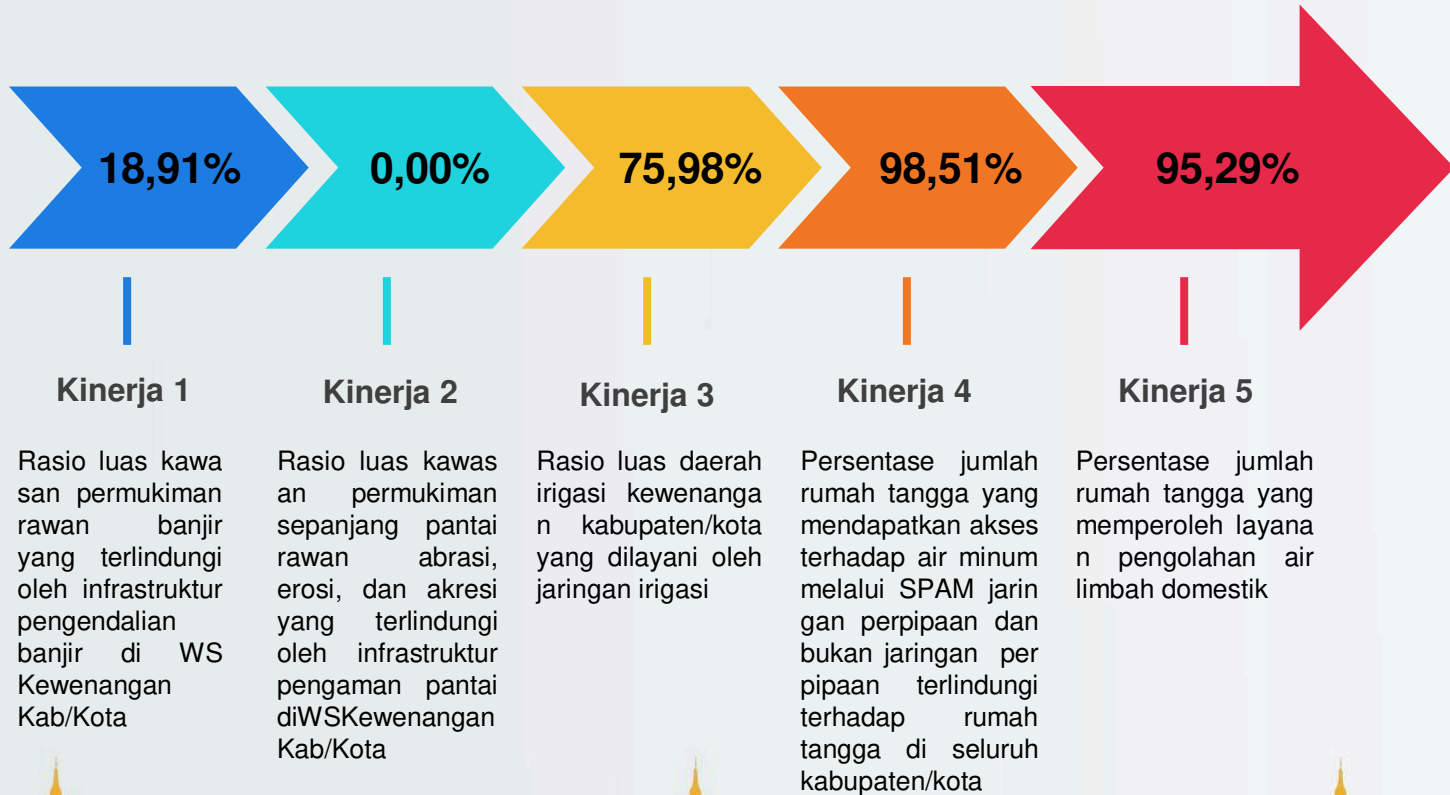 18,91%
0,00%
75,98%
98,51%
95,29%
Kinerja 1
Rasio luas kawa
san permukiman
rawan banjir
yang terlindungi
oleh infrastruktur
pengendalian
banjir di WS
Kewenangan
Kab/Kota
Kinerja 2
Rasio luas kawas
an permukiman
sepanjang pantai
rawan abrasi,
erosi, dan akresi
yang terlindungi
oleh infrastruktur
pengaman pantai
diWSKewenangan
Kab/Kota
Kinerja 3
Rasio luas daerah
irigasi kewenanga
n kabupaten/kota
yang dilayani oleh
jaringan irigasi
Kinerja 4
Persentase jumlah
rumah tangga yang
mendapatkan akses
terhadap air minum
melalui SPAM jarin
gan perpipaan dan
bukan jaringan per
pipaan terlindungi
terhadap rumah
tangga di seluruh
kabupaten/kota
Kinerja 5
Persentase jumlah
rumah tangga yang
memperoleh layana
n pengolahan air
limbah domestik